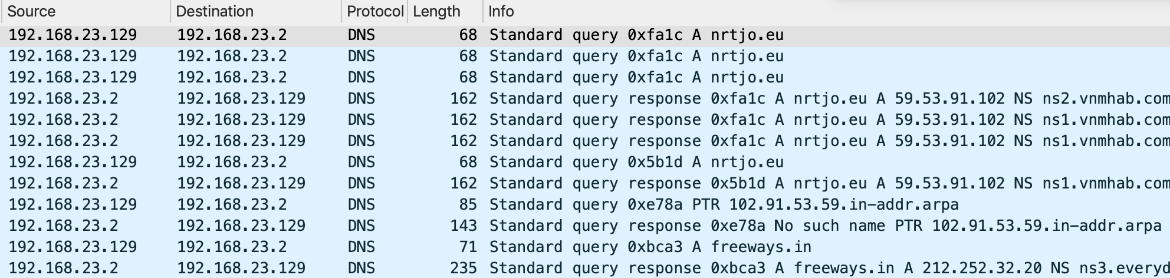 Source Destination Protocol Length Info
192.168.23.129 192.168.23.2 DNS 68 Standard query 0xfa1c A nrtjo.eu
192.168.23.129 192.168.23.2 DNS 68 Standard query 0xfa1c A nrtjo.eu
192.168.23.129 192.168.23.2 DNS 68 Standard query 0xfa1c A nrtjo.eu
192.168.23.2 192.168.23.129 DNS 162 Standard query response 0xfa1c A nrtjo.eu A 59.53.91.102 NS ns2.vnmhab.com
192.168.23.2 192.168.23.129 DNS 162 Standard query response 0xfa1c A nrtjo.eu A 59.53.91.102 NS ns1.vnmhab.com
192.168.23.2 192.168.23.129 DNS 162 Standard query response 0xfa1c A nrtjo.eu A 59.53.91.102 NS ns1.vnmhab.com
192.168.23.129 192.168.23.2 DNS 68 Standard query 0x5b1d A nrtjo.eu
192.168.23.2 192.168.23.129 DNS 162 Standard query response 0x5b1d A nrtjo.eu A 59.53.91.102 NS ns1.vnmhab.com
192.168.23.129 192.168.23.2 DNS 85 Standard query 0xe78a PTR 102.91.53.59.in-addr.arpa
192.168.23.2 192.168.23.129 DNS 143 Standard query response 0xe78a No such name PTR 102.91.53.59.in-addr.arpa
192.168.23.129 192.168.23.2 DNS 71 Standard query 0xbca3 A freeways.in
192.168.23.2 192.168.23.129 DNS 235 Standard query response 0xbca3 A freeways.in A 212.252.32.20 NS ns3.everyd